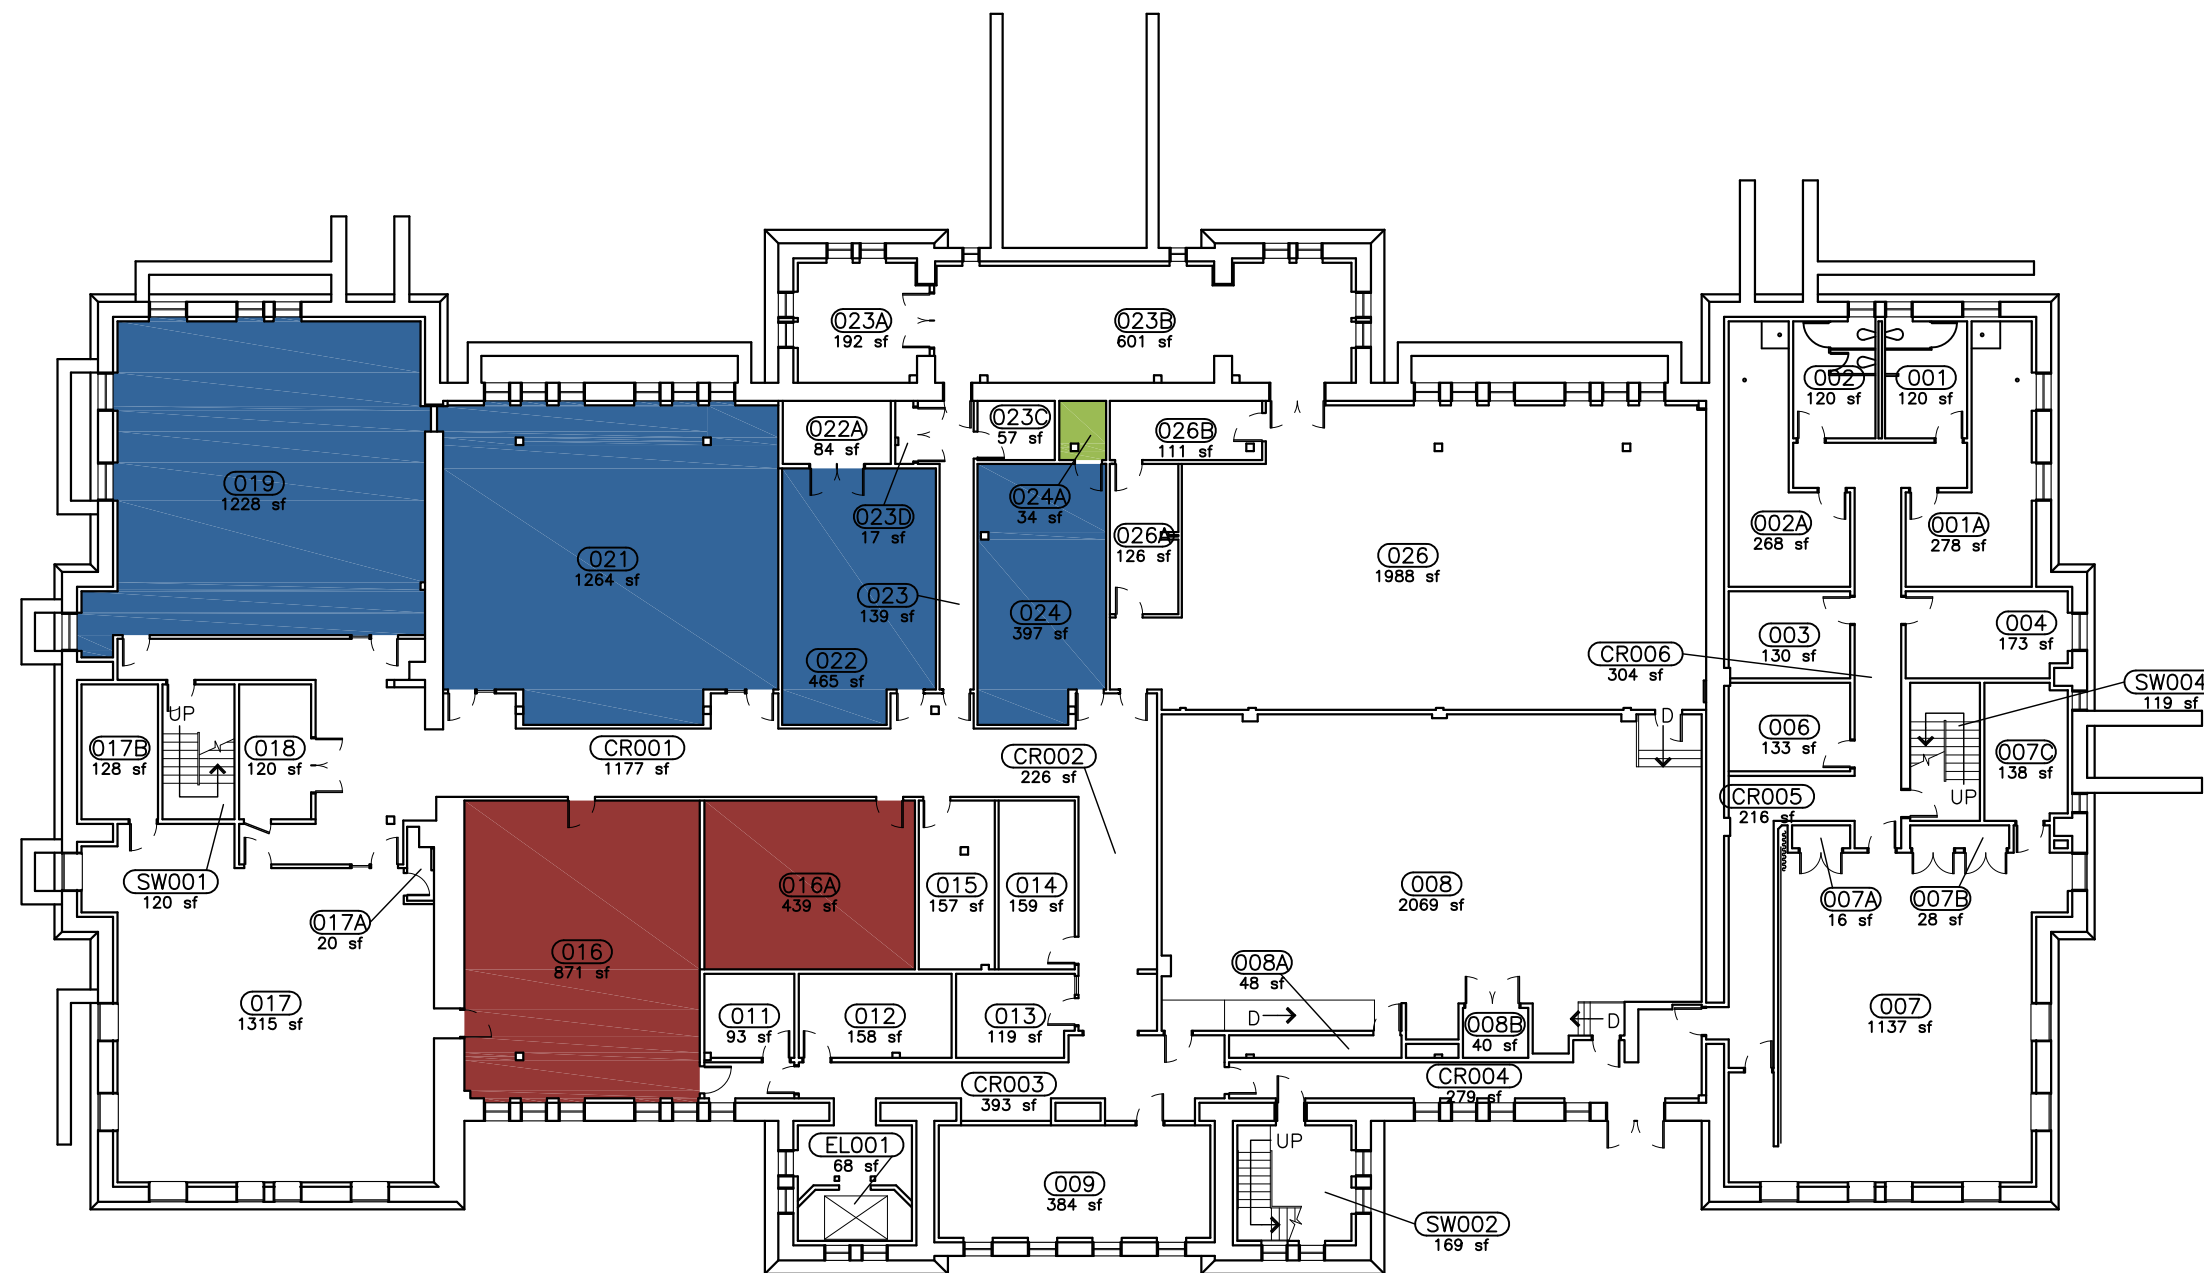 023A
192 sf
023B
601 sf
002
120 sf
001
120 sf
022A
84 sf
023C
57 sf
026B
111 sf
019
1228 sf
024A
34 sf
023D
17 sf
002A
268 sf
001A
278 sf
026A
126 sf
021
1264 sf
026
1988 sf
023
139 sf
024
397 sf
004
173 sf
003
130 sf
CR006
304 sf
022
465 sf
SW004
119 sf
UP
D
017B
128 sf
018
120 sf
CR001
1177 sf
CR002
226 sf
006
133 sf
007C
138 sf
CR005
216 sf
UP
SW001
120 sf
016A
439 sf
015
157 sf
014
159 sf
008
2069 sf
007A
16 sf
007B
28 sf
017A
20 sf
016
871 sf
008A
48 sf
017
1315 sf
011
93 sf
012
158 sf
013
119 sf
D
008B
40 sf
D
007
1137 sf
CR003
393 sf
CR004
279 sf
EL001
68 sf
UP
009
384 sf
SW002
169 sf